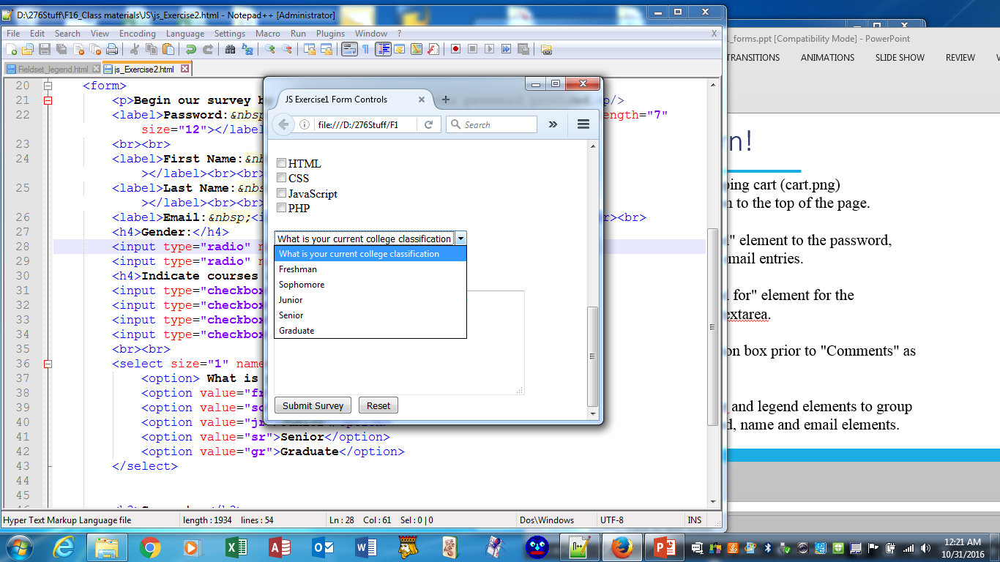 D:\276Stuff\F16_Class materials\JS\js_Exercise2.html - Notepad++ [Administrator]
File Edit Search View Encoding Language Settings Macro Run Plugins Window ? X
Fieldset_legend.html js_Exercise2.html
20 <form>
21 <p>Begin our survey b password provided.</p/>
22 <label>Password:&nbsp length="7"
size="12"></label
23 <br><br>
24 <label>First Name:&nb
></label><br><br
25 <label>Last Name:&nbs
></label><br><br
26 <label>Email:&nbsp;<i r><br>
27 <h4>Gender:</h4>
28 <input type="radio" n
29 <input type="radio" n
30 <h4>Indicate courses
31 <input type="checkbox
32 <input type="checkbox
33 <input type="checkbox
34 <input type="checkbox
35 <br><br>
36 <select size="1" name
37 <option> What is
38 <option value="fr
39 <option value="so
40 <option value="jr">Junior</option>
41 <option value="sr">Senior</option>
42 <option value="gr">Graduate</option>
43 </select>
44
45
Hyper Text Markup Language file length : 1934 lines : 54 Ln : 28 Col : 61 Sel : 0 | 0 Dos\Windows UTF-8 INS
JS Exercise1 Form Controls
file:///D:/276Stuff/F1 Search
HTML
CSS
JavaScript
PHP
What is your current college classification
What is your current college classification
Freshman
Sophomore
Junior
Senior
Graduate
Submit Survey Reset
1_forms.ppt [Compatibility Mode] - PowerPoint
TRANSITIONS ANIMATIONS SLIDE SHOW REVIEW
n!
ping cart (cart.png)
n to the top of the page.
l" element to the password,
email entries.
l for" element for the
extarea.
on box prior to "Comments" as
and legend elements to group
d, name and email elements.
12:21 AM
10/31/2016